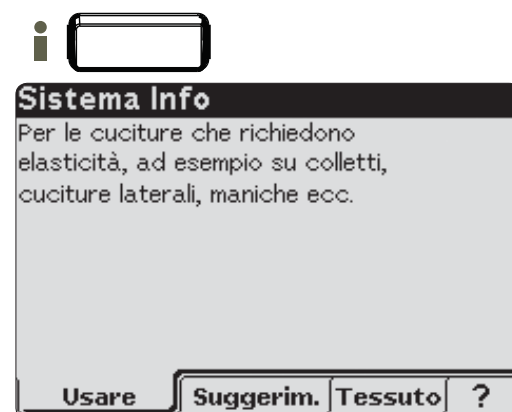 i
Sistema Info
Per le cuciture che richiedono
elasticità, ad esempio su colletti,
cuciture laterali, maniche ecc.
Usare Suggerim. Tessuto ?